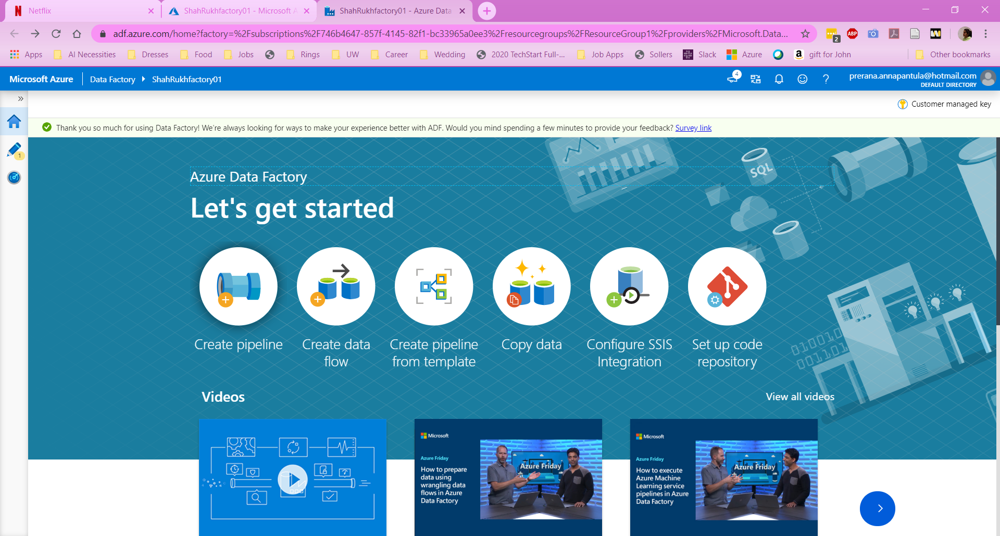 Netflix
ShahRukhfactory01 - Microsoft A
ShahRukhfactory01 - Azure Data
adf.azure.com/home?factory=%2Fsubscriptions%2F746b4647-857f-4145-82f1-bc33965a0ee3%2Fresourcegroups%2FResourceGroup1%2Fproviders%2FMicrosoft.Data...
2
ABP
Apps
AI Necessities
Dresses
Food
Jobs
Rings
UW
Career
Wedding
2020 TechStart Full-...
Job Apps
Sollers
Slack
Azure
gift for John
Other bookmarks
Microsoft Azure
Data Factory
ShahRukhfactory01
4
prerana.annapantula@hotmail.com
DEFAULT DIRECTORY
Customer managed key
Thank you so much for using Data Factory! We're always looking for ways to make your experience better with ADF. Would you mind spending a few minutes to provide your feedback? Survey link
1
Azure Data Factory
SQL
Let's get started
Create pipeline
Create data
flow
Create pipeline
from template
Copy data
Configure SSIS
Integration
Set up code
repository
010010
001101
Videos
View all videos
Microsoft
Azure Friday
How to prepare
data using
wrangling data
flows in Azure
Data Factory
Azure Friday
Microsoft
Azure Friday
How to execute
Azure Machine
Learning service
pipelines in Azure
Data Factory
Azure Friday